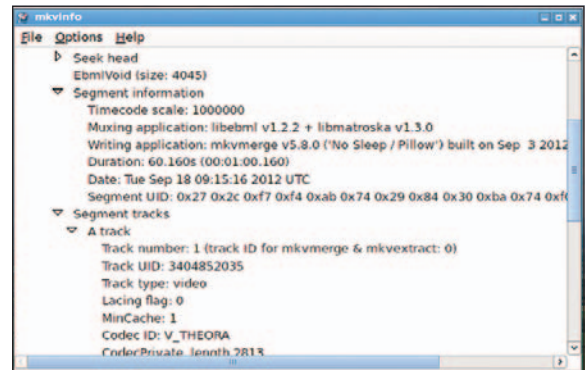 mkvinfo
File Options Help
Seek head
EbmlVoid (size: 4045)
Segment information
Timecode scale: 1000000
Muxing application: libebml v1.2.2 + libmatroska v1.3.0
Writing application: mkvmerge v5.8.0 ('No Sleep / Pillow') built on Sep 3 2012
Duration: 60.160s (00:01:00.160)
Date: Tue Sep 18 09:15:16 2012 UTC
Segment UID: 0x27 0x2c 0xf7 0xf4 0xab 0x74 0x29 0x84 0x30 0xba 0x74 0xf
Segment tracks
A track
Track number: 1 (track ID for mkvmerge & mkvextract: 0)
Track UID: 3404852035
Track type: video
Lacing flag: 0
MinCache: 1
Codec ID: V_THEORA
CodecPrivate, length 2813